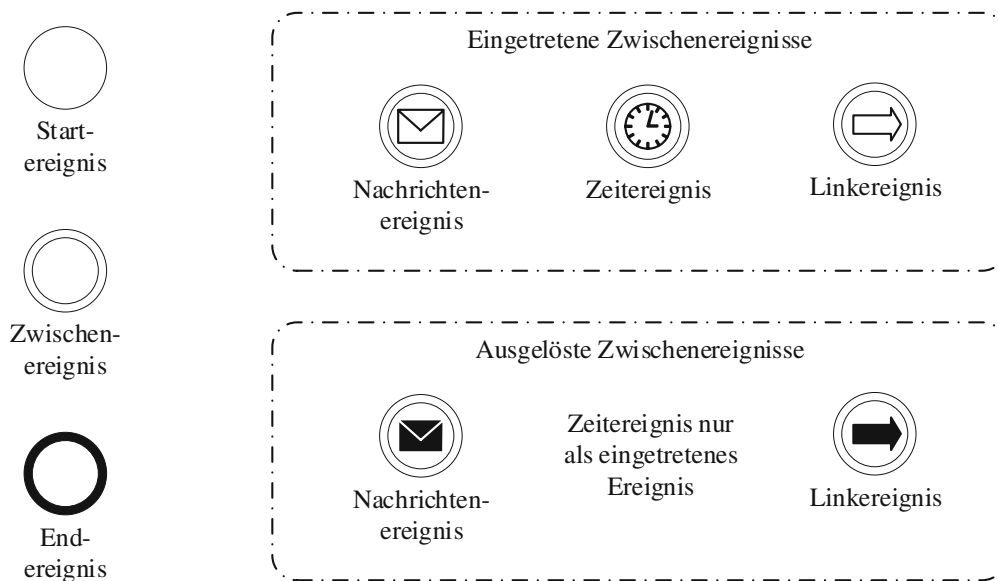 Start-
ereignis
Zwischen-
ereignis
End-
ereignis
Eingetretene Zwischenereignisse
Nachrichten-
ereignis
Zeitereignis
Linkereignis
Ausgelöste Zwischenereignisse
Nachrichten-
ereignis
Zeitereignis nur
als eingetretenes
Ereignis
Linkereignis